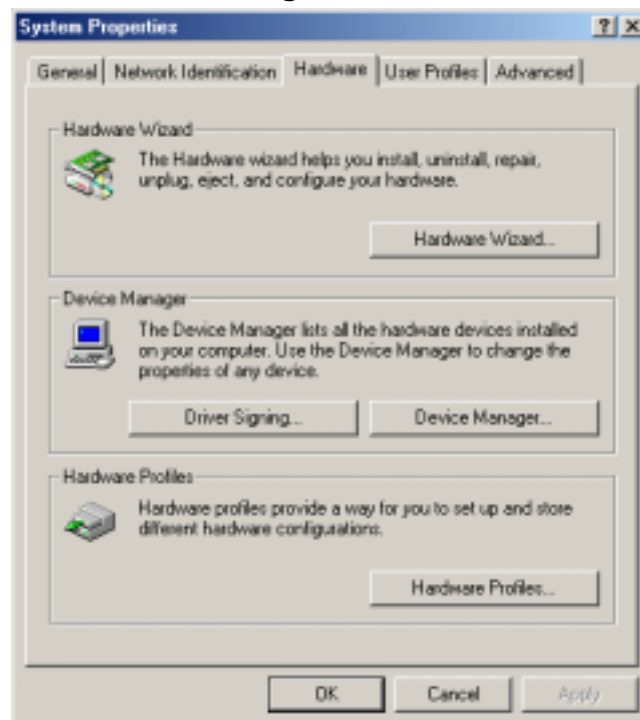 System Properties
General
Network Identification
Hardware
User Profiles
Advanced
Hardware Wizard
The Hardware wizard helps you install, uninstall, repair,
unplug, eject, and configure your hardware.
Hardware Wizard...
Device Manager
The Device Manager lists all the hardware devices installed
on your computer. Use the Device Manager to change the
properties of any device.
Driver Signing...
Device Manager...
Hardware Profiles
Hardware profiles provide a way for you to set up and store
different hardware configurations.
Hardware Profiles...
OK
Cancel
Apply